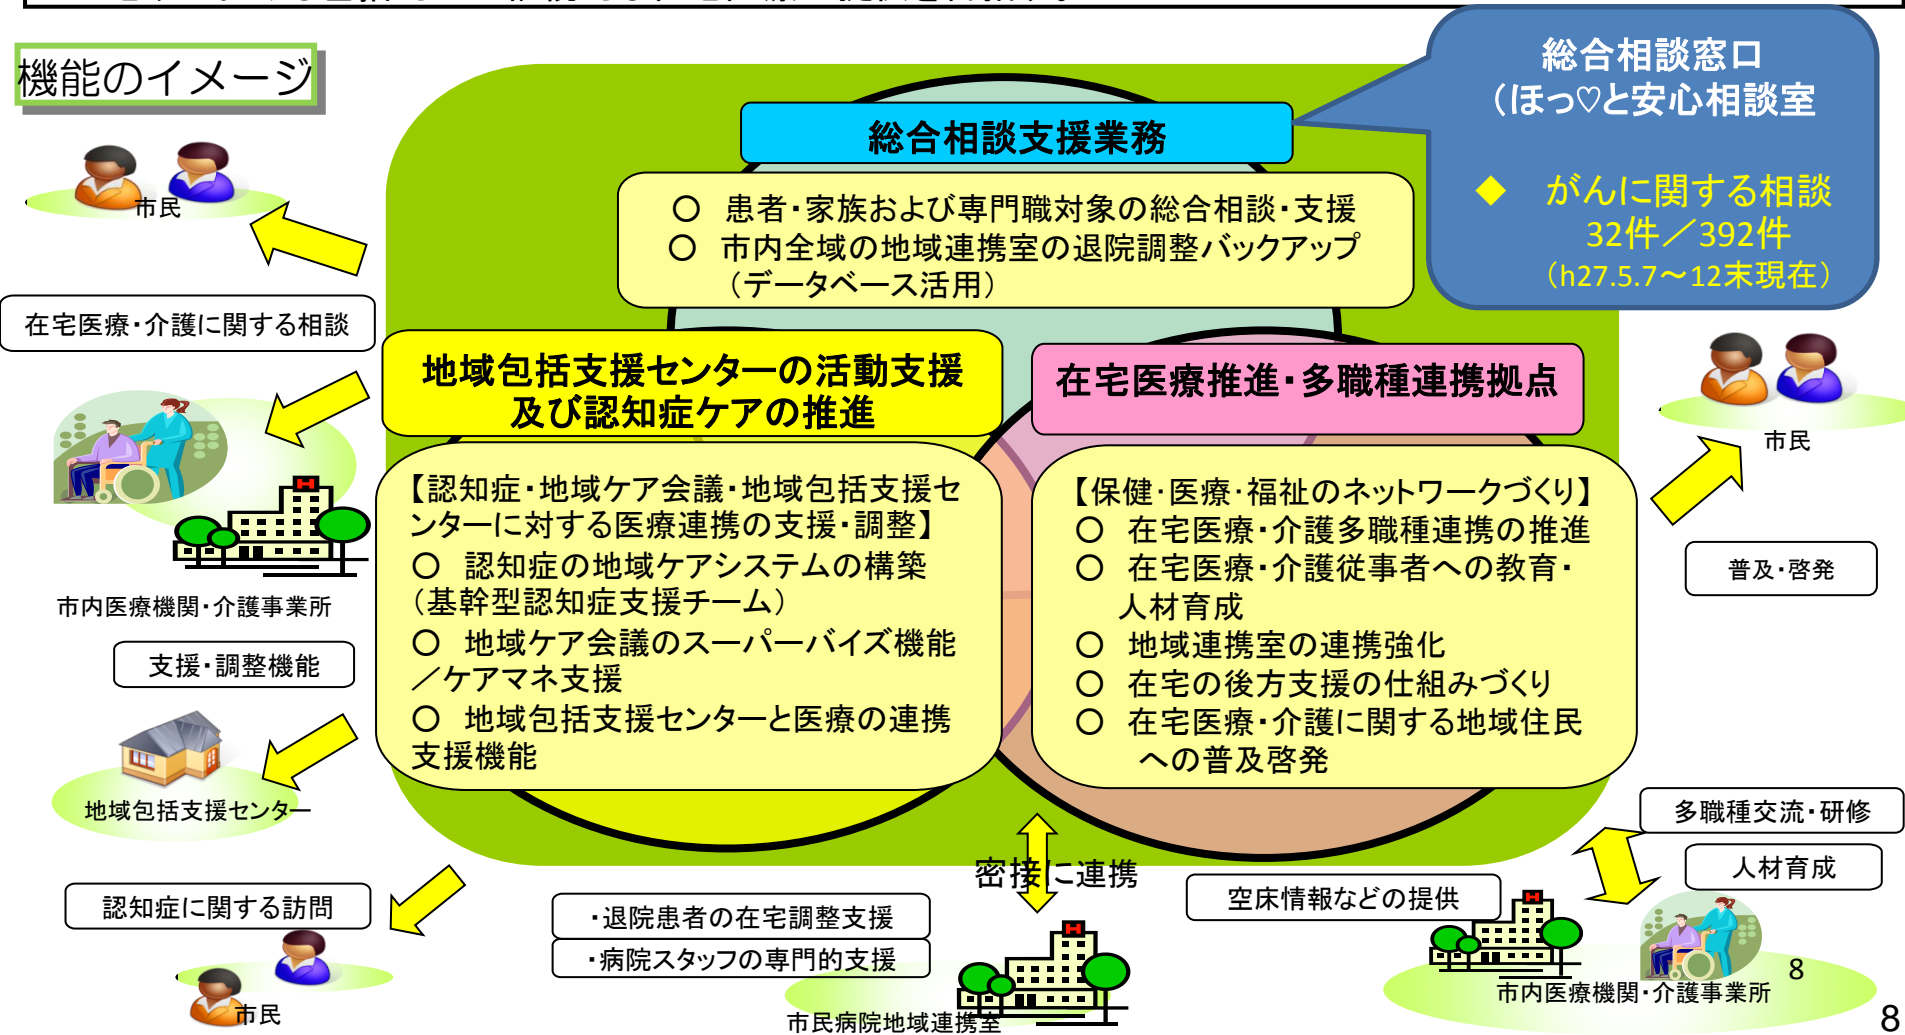 機能のイメージ
総合相談窓口
（ほっ♡と安心相談室
◆ がんに関する相談
32件／392件
（h27.5.7～12末現在）
総合相談支援業務
○ 患者・家族および専門職対象の総合相談・支援
○ 市内全域の地域連携室の退院調整バックアップ
（データベース活用）
市民
在宅医療・介護に関する相談
地域包括支援センターの活動支援
及び認知症ケアの推進
【認知症・地域ケア会議・地域包括支援セ
ンターに対する医療連携の支援・調整】
○ 認知症の地域ケアシステムの構築
（基幹型認知症支援チーム）
○ 地域ケア会議のスーパーバイズ機能
／ケアマネ支援
○ 地域包括支援センターと医療の連携
支援機能
在宅医療推進・多職種連携拠点
【保健・医療・福祉のネットワークづくり】
○ 在宅医療・介護多職種連携の推進
○ 在宅医療・介護従事者への教育・
人材育成
○ 地域連携室の連携強化
○ 在宅の後方支援の仕組みづくり
○ 在宅医療・介護に関する地域住民
への普及啓発
市民
普及・啓発
H
市内医療機関・介護事業所
支援・調整機能
地域包括支援センター
認知症に関する訪問
市民
密接に連携
・退院患者の在宅調整支援
・病院スタッフの専門的支援
H
市民病院地域連携室
多職種交流・研修
人材育成
空床情報などの提供
H
市内医療機関・介護事業所
8
8